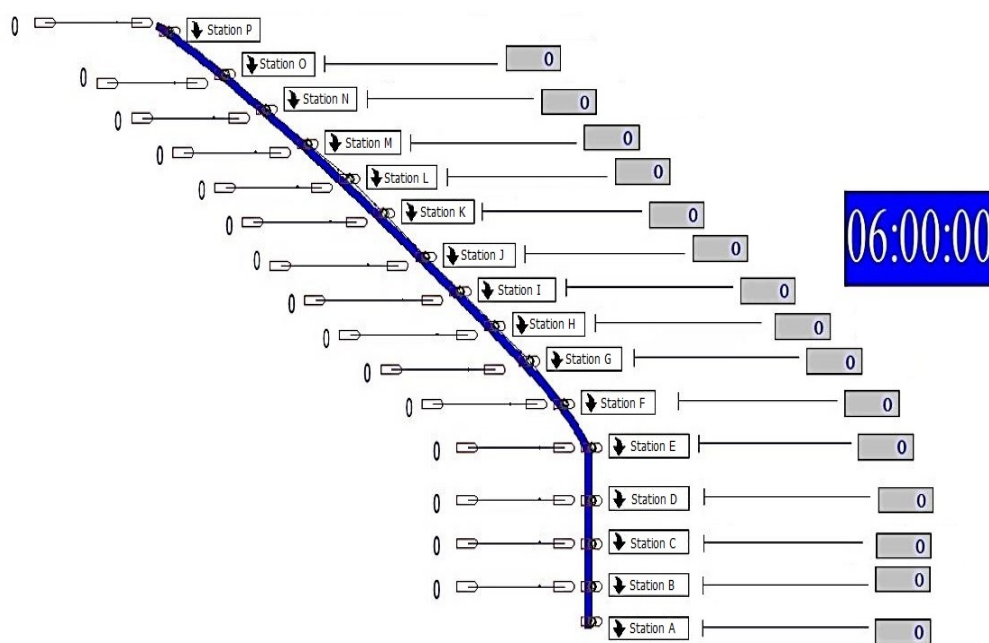 0 Station P
0 Station O 0
0 Station N 0
0 Station M 0
0 Station L 0
0 Station K 0
0 Station J 0
0 Station I 0
0 Station H 0
0 Station G 0
0 Station F 0
0 Station E 0
0 Station D 0
0 Station C 0
0 Station B 0
Station A 0
06:00:00